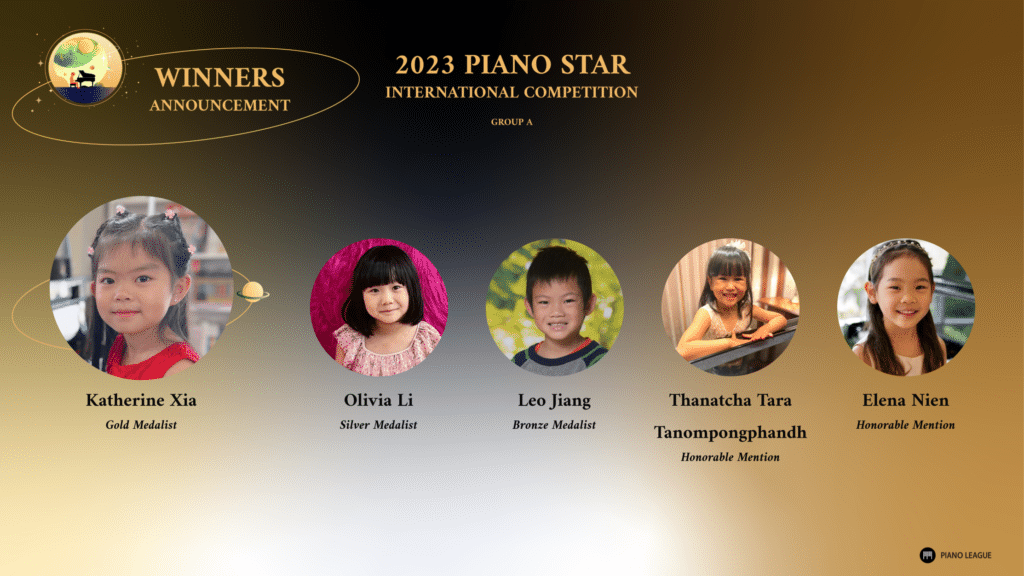 WINNERS
ANNOUNCEMENT
2023 PIANO STAR
INTERNATIONAL COMPETITION
GROUP A
Katherine Xia
Gold Medalist
Olivia Li
Silver Medalist
Leo Jiang
Bronze Medalist
Thanatcha Tara
Tanompongphandh
Honorable Mention
Elena Nien
Honorable Mention
PIANO LEAGUE